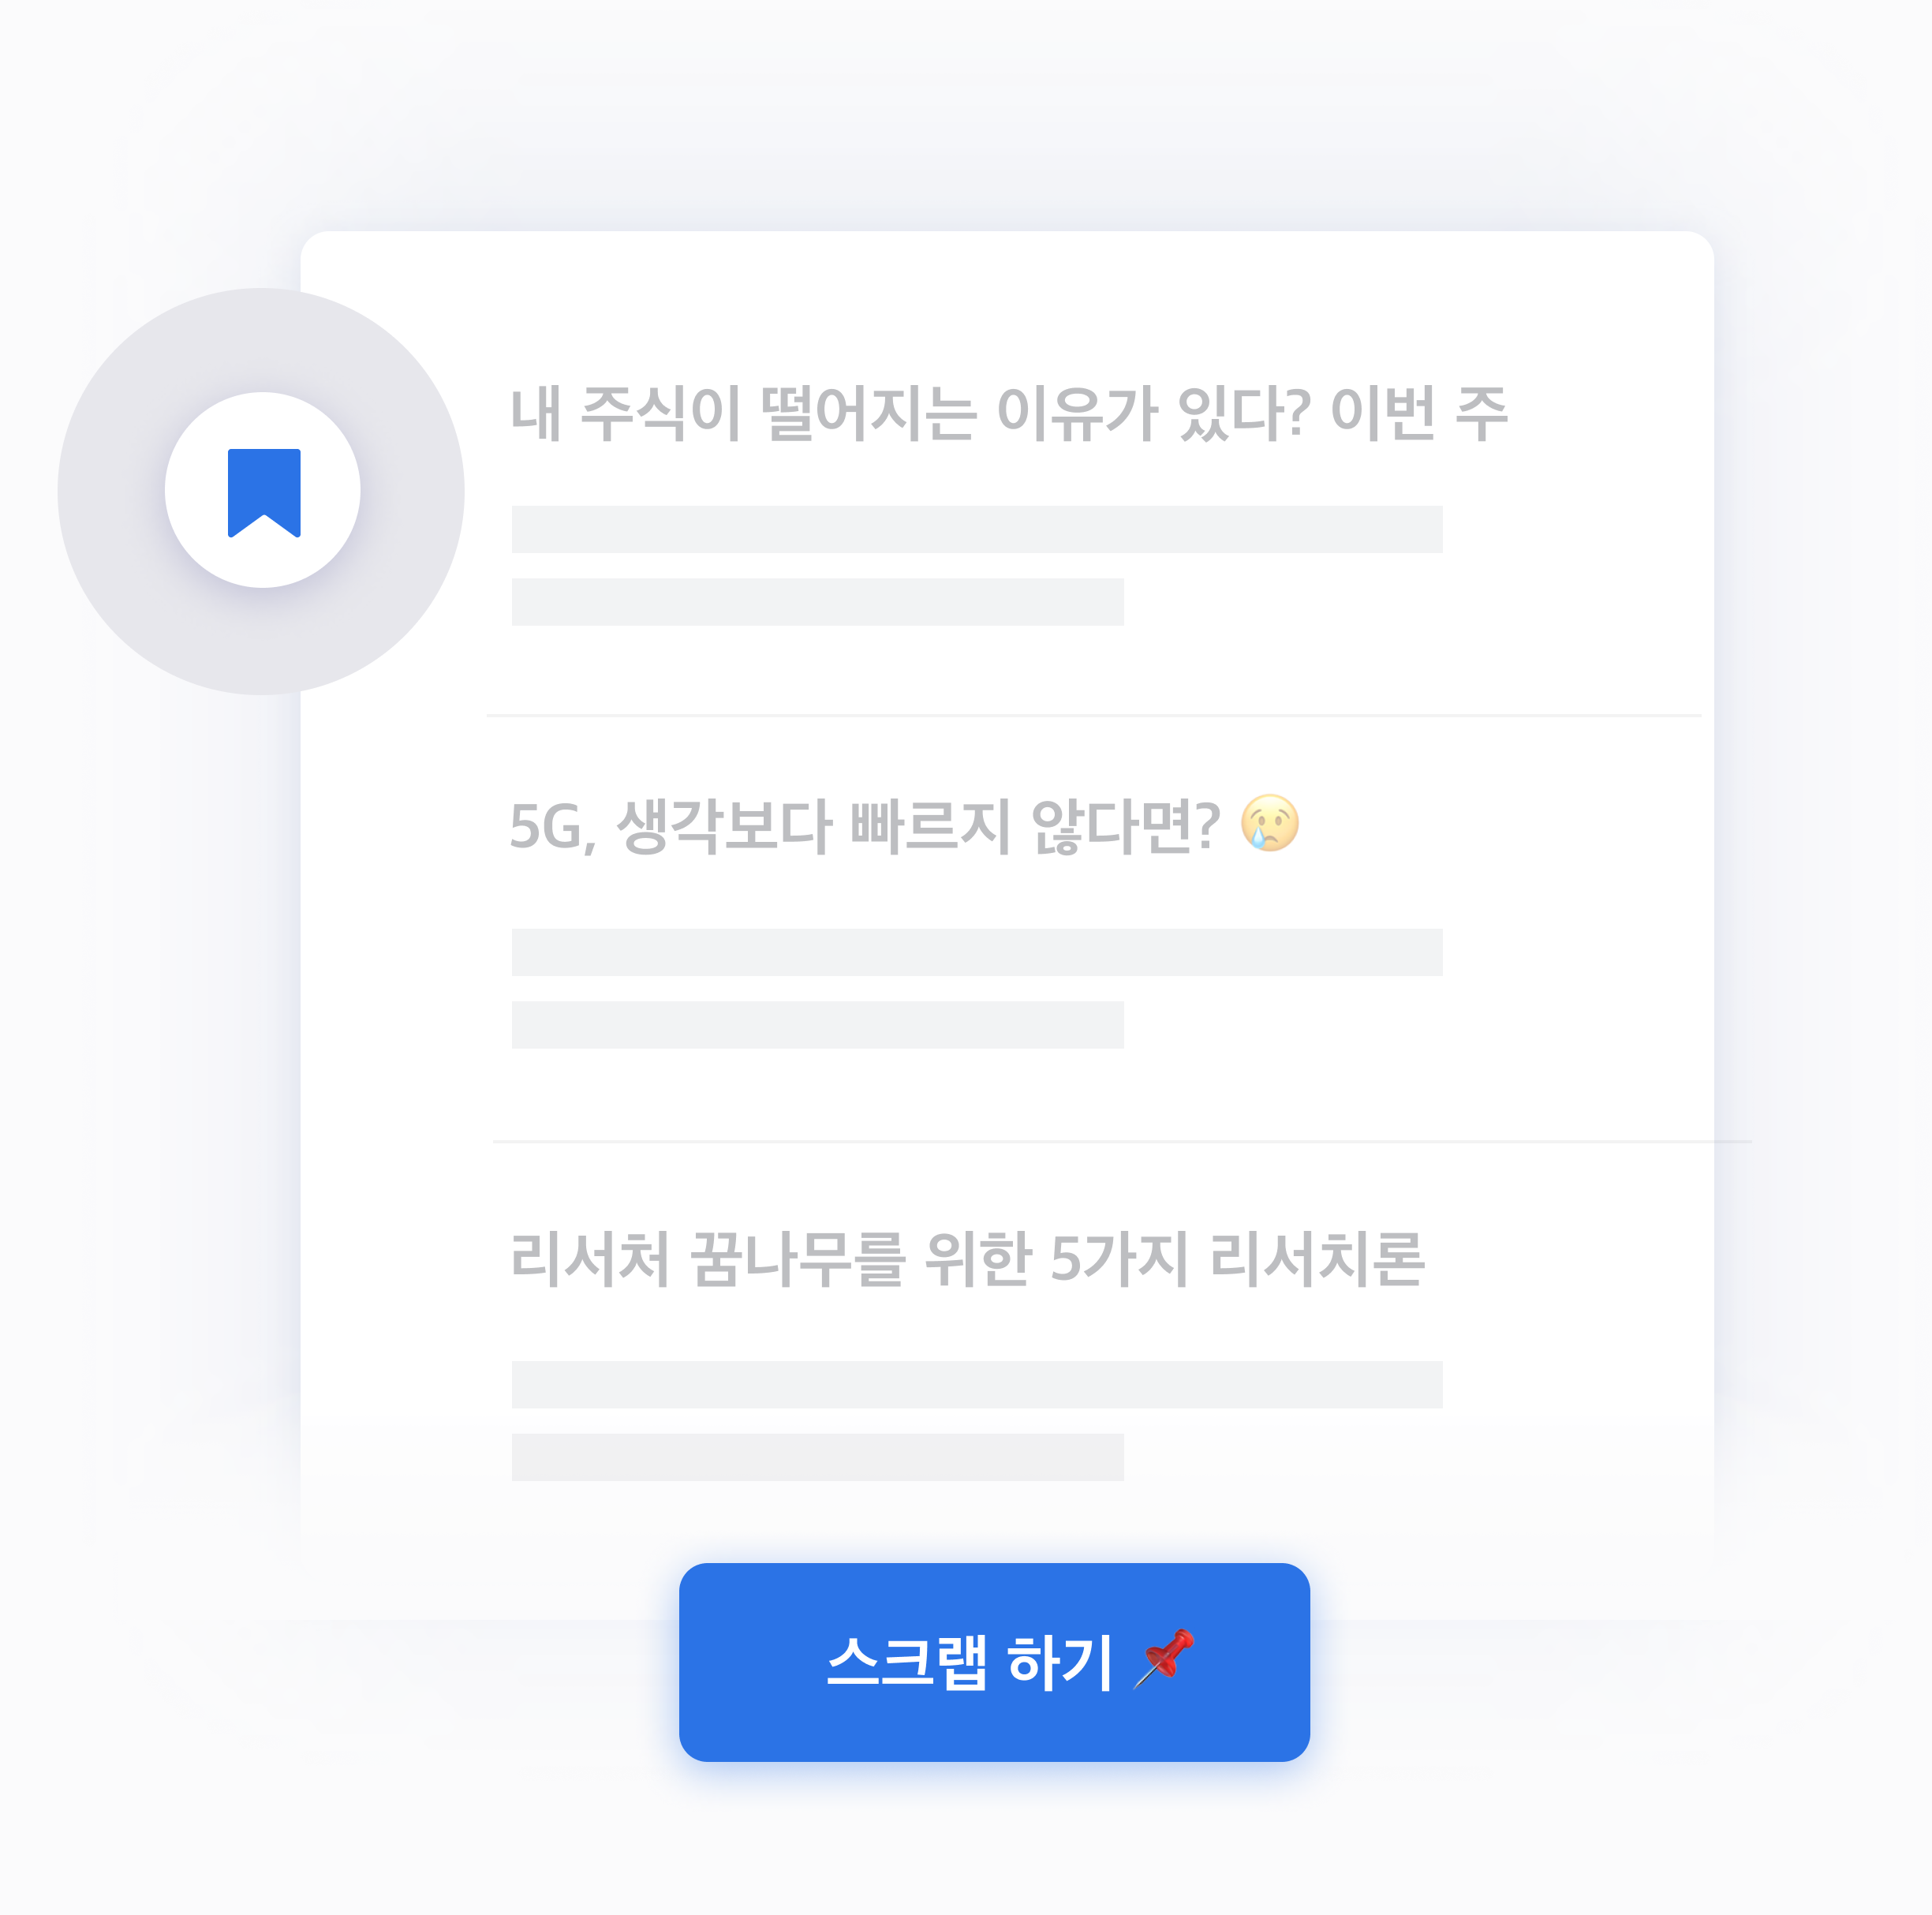 내 주식이 떨어지는 이유가 있다? 이번 주
5G, 생각보다 빠르지 않다면? 😢
리서처 꿈나무를 위한 5가지 리서치론
스크랩 하기 📌